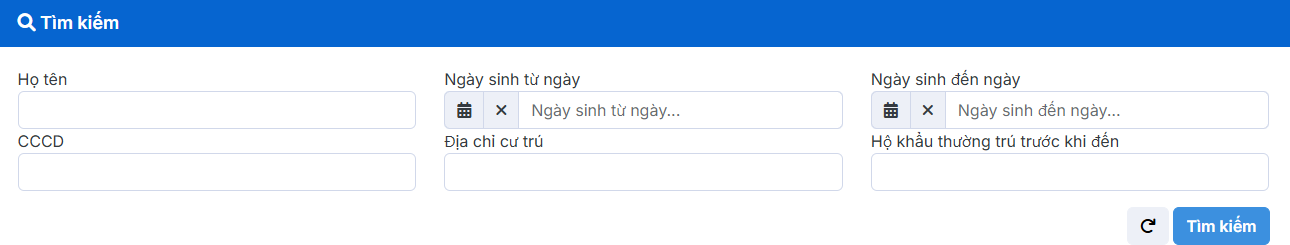 Tìm kiếm
Họ tên
Ngày sinh từ ngày
Ngày sinh đến ngày
Ngày sinh từ ngày...
Ngày sinh đến ngày...
CCCD
Địa chỉ cư trú
Hộ khẩu thường trú trước khi đến
Tìm kiếm